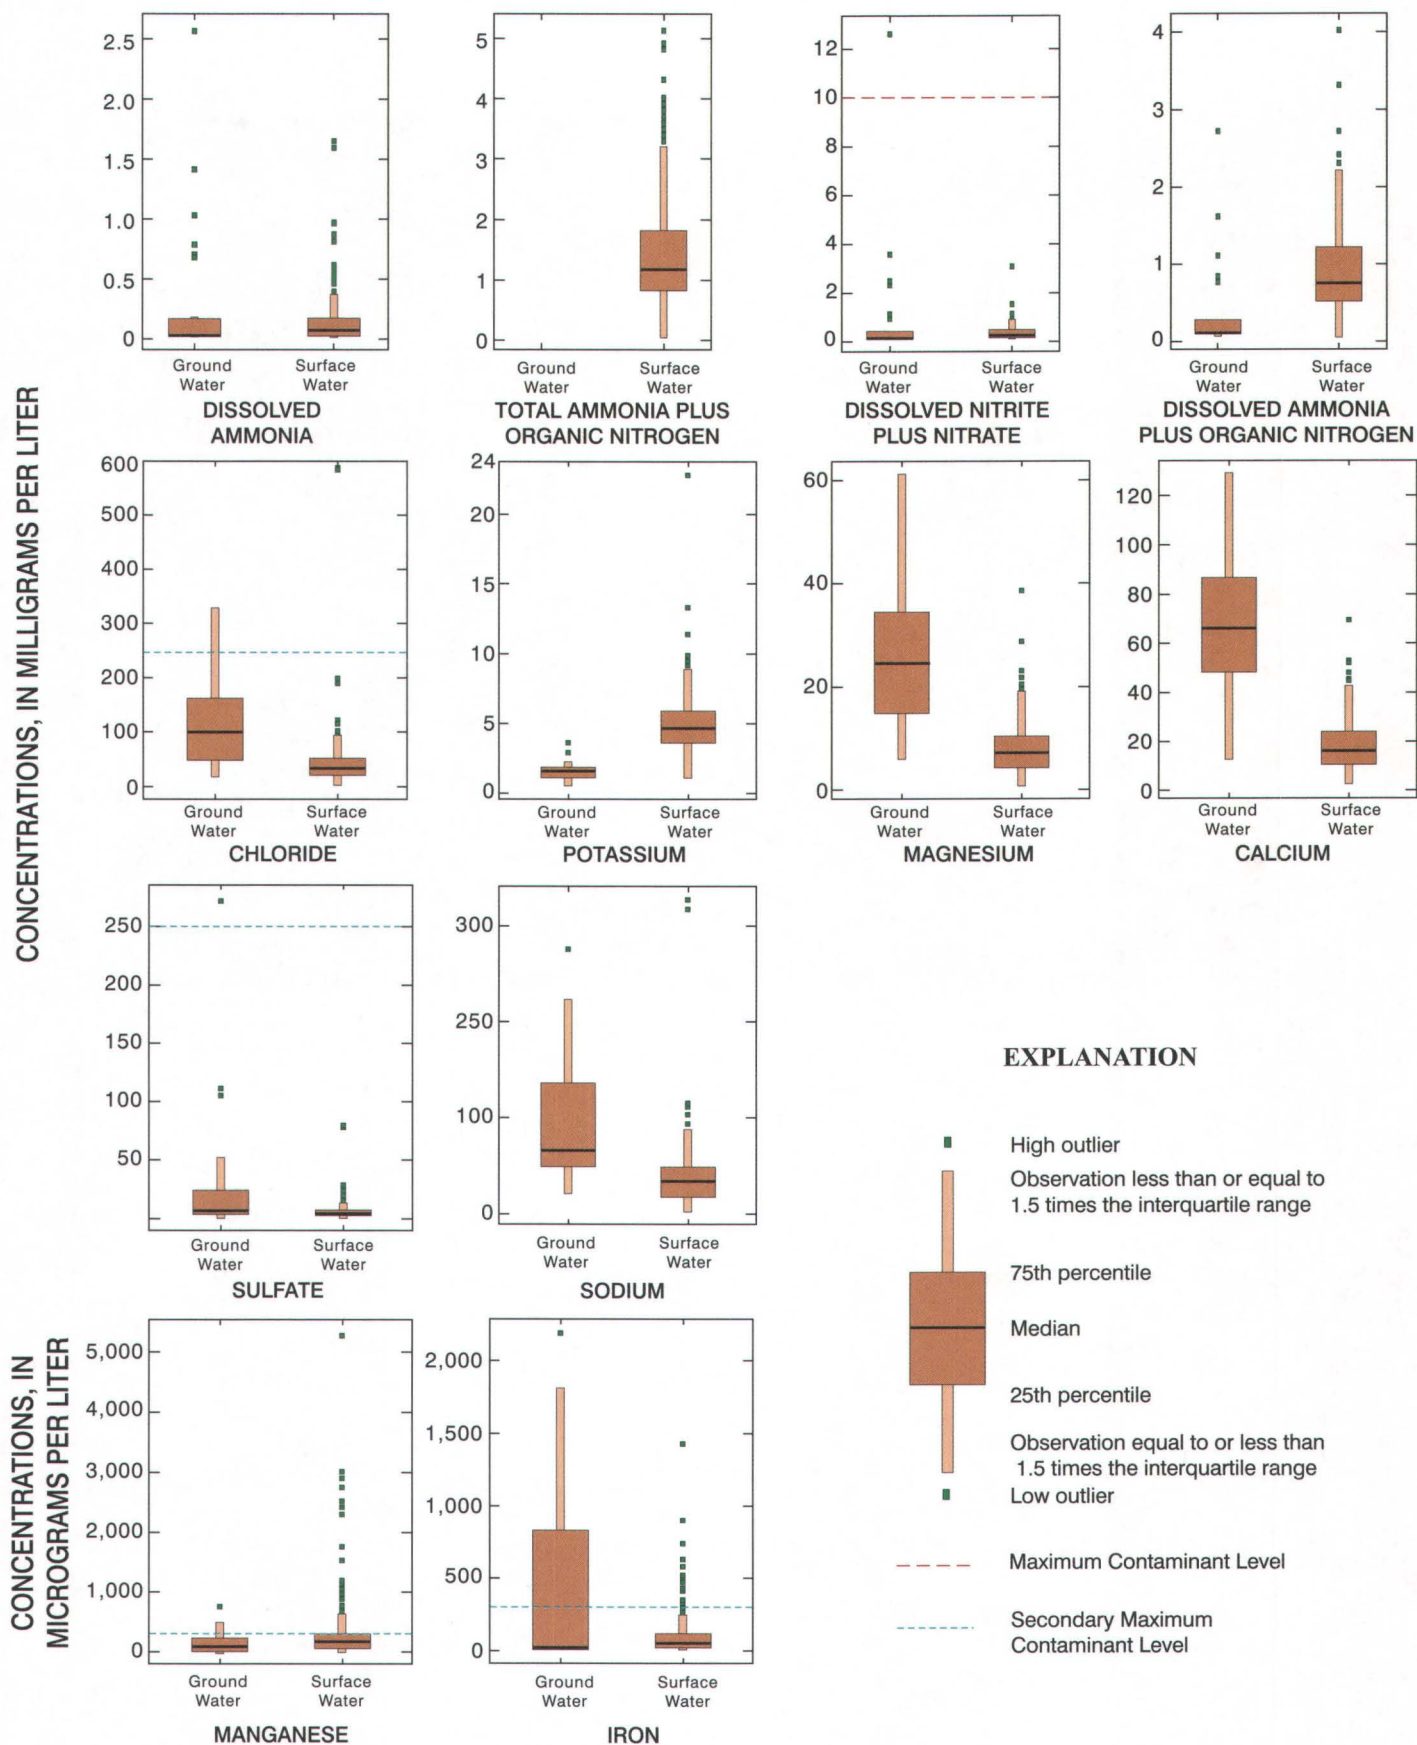 CONCENTRATIONS, IN MILLIGRAMS PER LITER
2.5
2.0
1.5
1.0
0.5
0
Ground
Water
Surface
Water
DISSOLVED
AMMONIA
5
4
3
2
1
0
Ground
Water
Surface
Water
TOTAL AMMONIA PLUS
ORGANIC NITROGEN
12
10
8
6
4
2
0
Ground
Water
Surface
Water
DISSOLVED NITRITE
PLUS NITRATE
4
3
2
1
0
Ground
Water
Surface
Water
DISSOLVED AMMONIA
PLUS ORGANIC NITROGEN
600
500
400
300
200
100
0
Ground
Water
Surface
Water
CHLORIDE
24
20
15
10
5
0
Ground
Water
Surface
Water
POTASSIUM
60
40
20
0
Ground
Water
Surface
Water
MAGNESIUM
120
100
80
60
40
20
0
Ground
Water
Surface
Water
CALCIUM
250
200
150
100
50
Ground
Water
Surface
Water
SULFATE
300
250
100
0
Ground
Water
Surface
Water
SODIUM
CONCENTRATIONS, IN
MICROGRAMS PER LITER
5,000
4,000
3,000
2,000
1,000
0
Ground
Water
Surface
Water
MANGANESE
2,000
1,500
1,000
500
0
Ground
Water
Surface
Water
IRON
EXPLANATION
High outlier
Observation less than or equal to
1.5 times the interquartile range
75th percentile
Median
25th percentile
Observation equal to or less than
1.5 times the interquartile range
Low outlier
Maximum Contaminant Level
Secondary Maximum
Contaminant Level